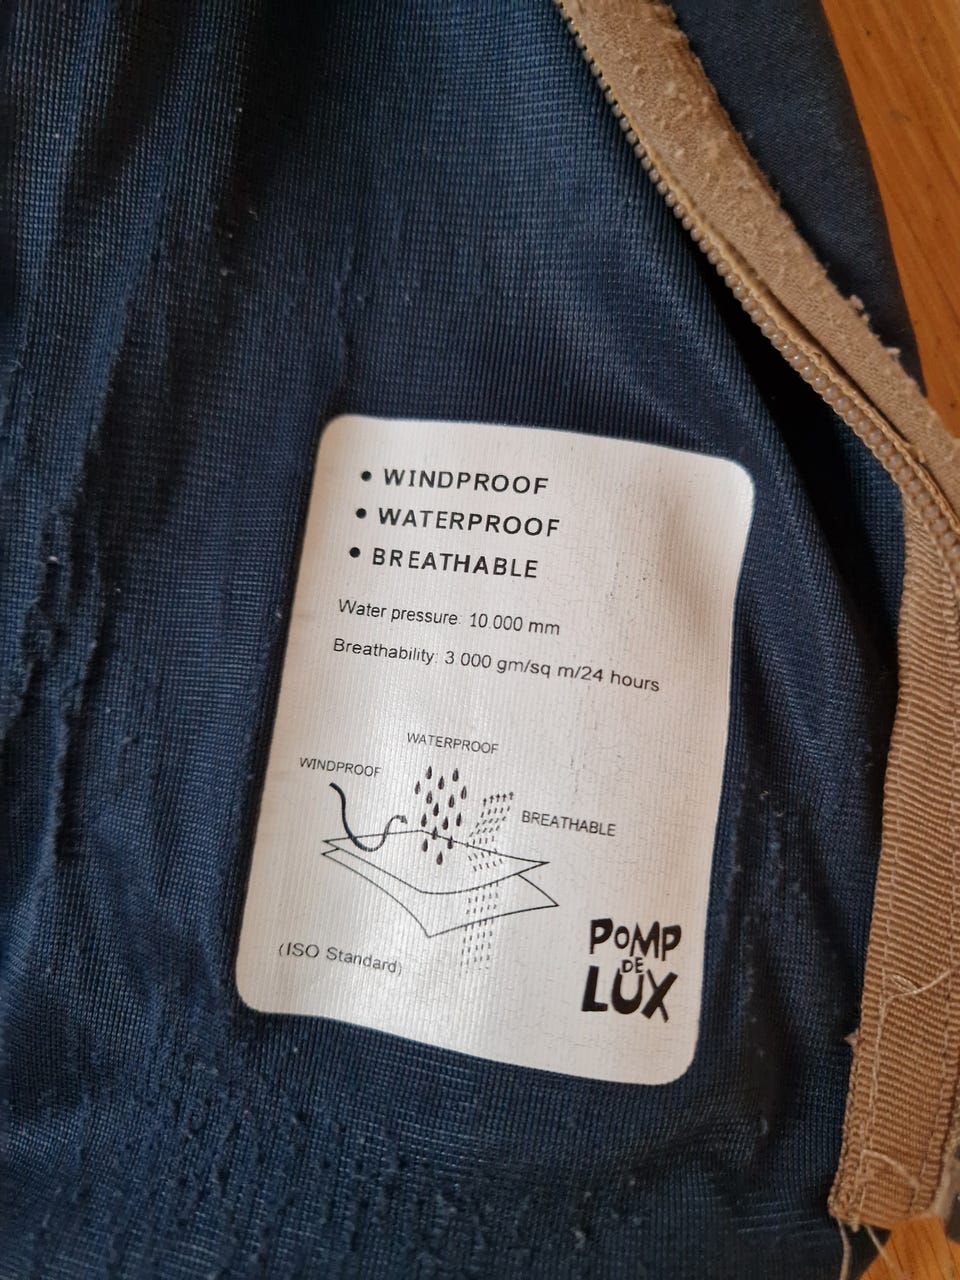 • WINDPROOF
• WATERPROOF
• BREATHABLE
Water pressure: 10.000 mm
Breathability: 3 000 gm/sq m/24 hours
WATERPROOF
WINDPROOF
BREATHABLE
(ISO Standard)
POMP
DE
LUX